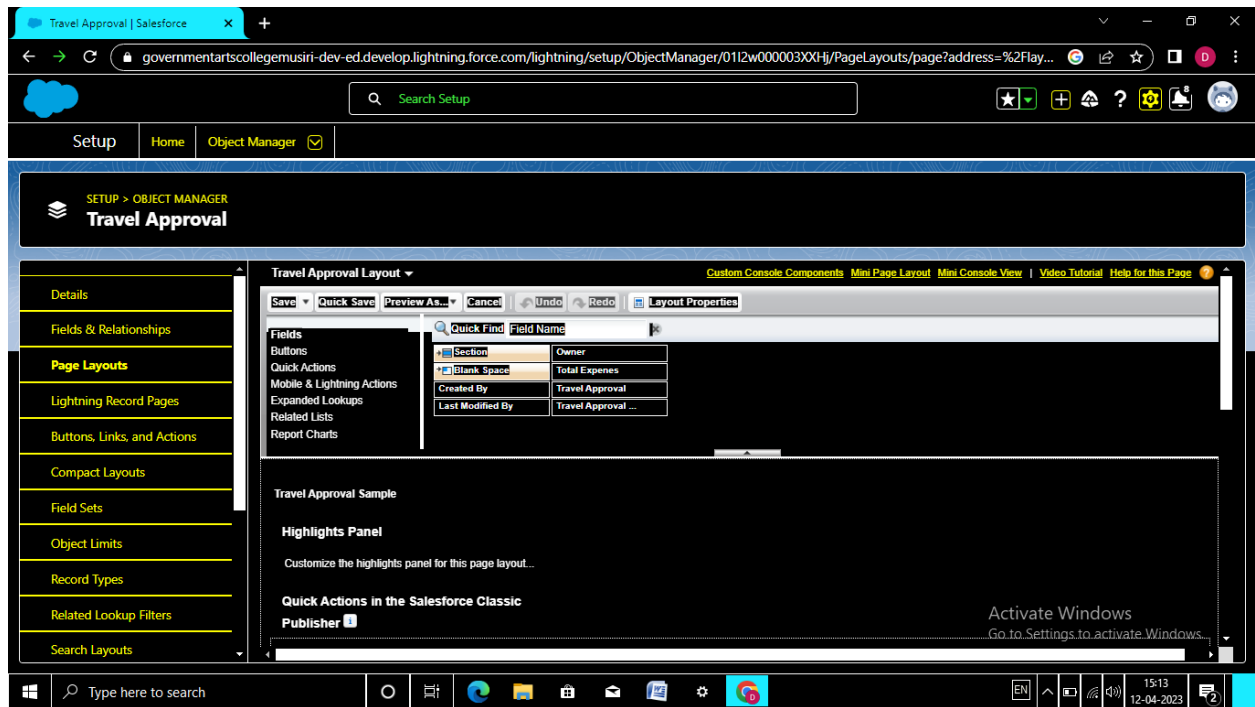 Travel Approval | Salesforce
governmentartscollegemusiri-dev-ed.develop.lightning.force.com/lightning/setup/ObjectManager/01I2w000003XXHj/PageLayouts/page?address=%2Flay...
D
Search Setup
8
Setup Home Object Manager
SETUP > OBJECT MANAGER
Travel Approval
Details
Fields & Relationships
Page Layouts
Lightning Record Pages
Buttons, Links, and Actions
Compact Layouts
Field Sets
Object Limits
Record Types
Related Lookup Filters
Search Layouts
Travel Approval Layout
Custom Console Components Mini Page Layout Mini Console View | Video Tutorial Help for this Page
Save Quick Save Preview As... Cancel Undo Redo Layout Properties
Fields
Buttons
Quick Actions
Mobile & Lightning Actions
Expanded Lookups
Related Lists
Report Charts
Quick Find Field Name
Section Owner
Blank Space Total Expenes
Created By Travel Approval
Last Modified By Travel Approval ...
Travel Approval Sample
Highlights Panel
Customize the highlights panel for this page layout...
Quick Actions in the Salesforce Classic
Publisher
Activate Windows
Go to Settings to activate Windows.
Type here to search
EN
15:13
12-04-2023
2